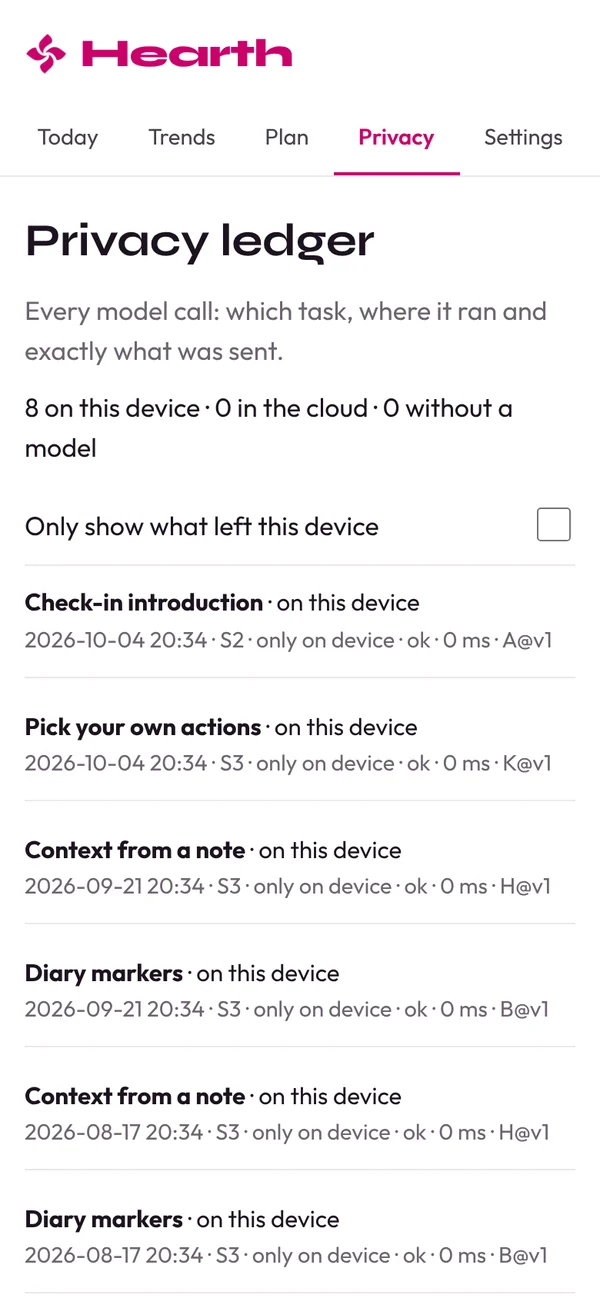 Hearth
Today Trends Plan Privacy Settings
Privacy ledger
Every model call: which task, where it ran and
exactly what was sent.
8 on this device · 0 in the cloud · 0 without a
model
Only show what left this device
Check-in introduction · on this device
2026-10-04 20:34 · S2 · only on device · ok · 0 ms · A@v1
Pick your own actions · on this device
2026-10-04 20:34 · S3 · only on device · ok · 0 ms · K@v1
Context from a note · on this device
2026-09-21 20:34 · S3 · only on device · ok · 0 ms · H@v1
Diary markers · on this device
2026-09-21 20:34 · S3 · only on device · ok · 0 ms · B@v1
Context from a note · on this device
2026-08-17 20:34 · S3 · only on device · ok · 0 ms · H@v1
Diary markers · on this device
2026-08-17 20:34 · S3 · only on device · ok · 0 ms · B@v1